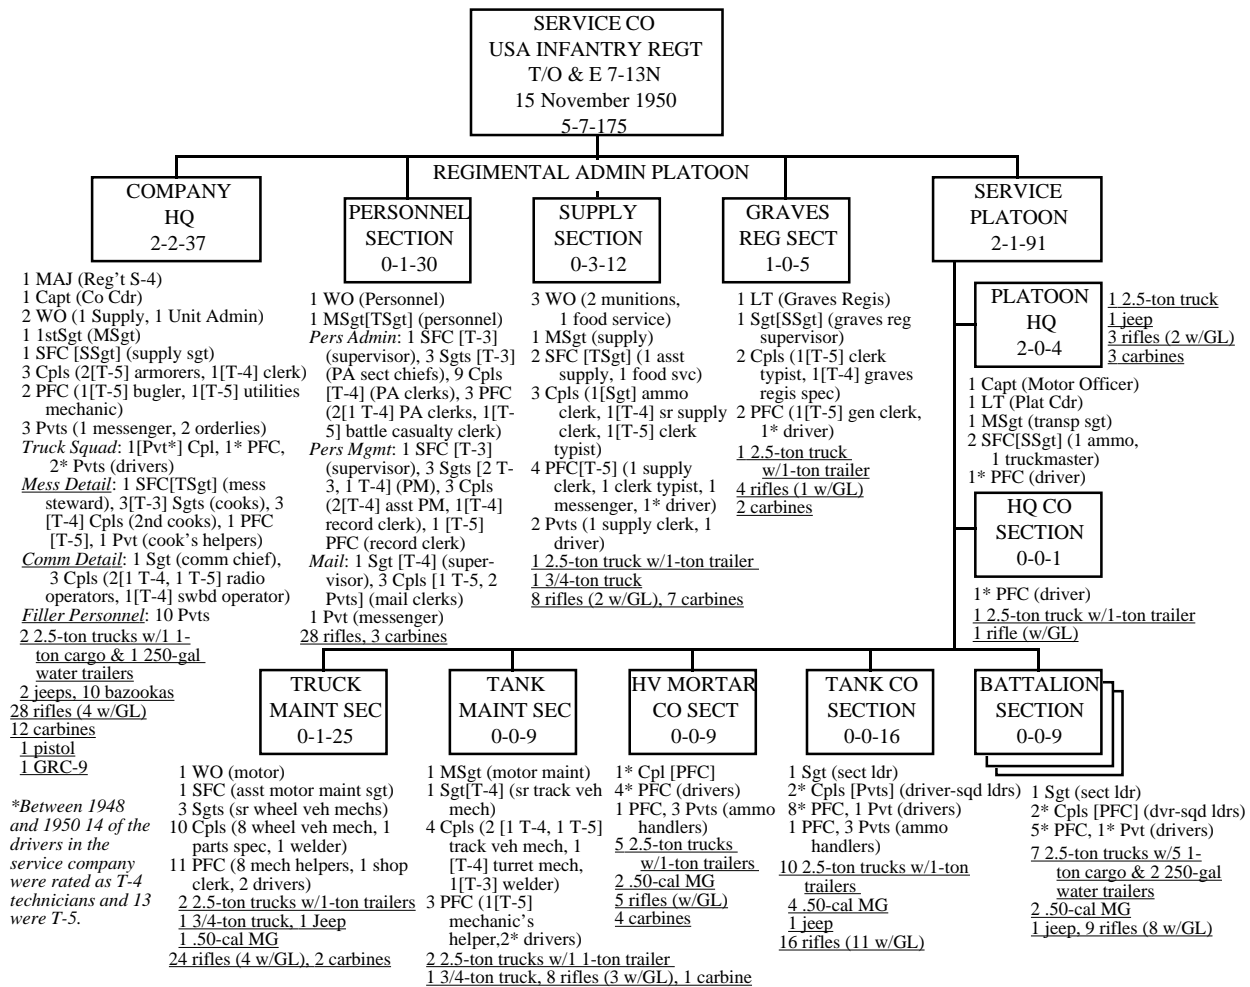 SERVICE CO
USA INFANTRY REGT
T/O & E 7-13N
15 November 1950
5-7-175
REGIMENTAL ADMIN PLATOON
COMPANY
HQ
2-2-37
1 MAJ (Reg't S-4)
1 Capt (Co Cdr)
2 WO (1 Supply, 1 Unit Admin)
1 1stSgt (MSgt)
1 SFC [SSgt] (supply sgt)
3 Cpls (2[T-5] armorers, 1[T-4] clerk)
2 PFC (1[T-5] bugler, 1[T-5] utilities
mechanic)
3 Pvts (1 messenger, 2 orderlies)
Truck Squad: 1[Pvt*] Cpl, 1* PFC,
2* Pvts (drivers)
Mess Detail: 1 SFC[TSgt] (mess
steward), 3[T-3] Sgts (cooks), 3
[T-4] Cpls (2nd cooks), 1 PFC
[T-5], 1 Pvt (cook's helpers)
Comm Detail: 1 Sgt (comm chief),
3 Cpls (2[1 T-4, 1 T-5] radio
operators, 1[T-4] swbd operator)
Filler Personnel: 10 Pvts
2 2.5-ton trucks w/1 1-
ton cargo & 1 250-gal
water trailers
2 jeeps, 10 bazookas
28 rifles (4 w/GL)
12 carbines
1 pistol
1 GRC-9
*Between 1948
and 1950 14 of the
drivers in the
service company
were rated as T-4
technicians and 13
were T-5.
PERSONNEL
SECTION
0-1-30
1 WO (Personnel)
1 MSgt[TSgt] (personnel)
Pers Admin: 1 SFC [T-3]
(supervisor), 3 Sgts [T-3]
(PA sect chiefs), 9 Cpls
[T-4] (PA clerks), 3 PFC
(2[1 T-4] PA clerks, 1[T-
5] battle casualty clerk)
Pers Mgmt: 1 SFC [T-3]
(supervisor), 3 Sgts [2 T-
3, 1 T-4] (PM), 3 Cpls
(2[T-4] asst PM, 1[T-4]
record clerk), 1 [T-5]
PFC (record clerk)
Mail: 1 Sgt [T-4] (super-
visor), 3 Cpls [1 T-5, 2
Pvts] (mail clerks)
1 Pvt (messenger)
28 rifles, 3 carbines
SUPPLY
SECTION
0-3-12
3 WO (2 munitions,
1 food service)
1 MSgt (supply)
2 SFC [TSgt] (1 asst
supply, 1 food svc)
3 Cpls (1[Sgt] ammo
clerk, 1[T-4] sr supply
clerk, 1[T-5] clerk
typist)
4 PFC[T-5] (1 supply
clerk, 1 clerk typist, 1
messenger, 1* driver)
2 Pvts (1 supply clerk, 1
driver)
1 2.5-ton truck w/1-ton trailer
1 3/4-ton truck
8 rifles (2 w/GL), 7 carbines
GRAVES
REG SECT
1-0-5
1 LT (Graves Regis)
1 Sgt[SSgt] (graves reg
supervisor)
2 Cpls (1[T-5] clerk
typist, 1[T-4] graves
regis spec)
2 PFC (1[T-5] gen clerk,
1* driver)
1 2.5-ton truck
w/1-ton trailer
4 rifles (1 w/GL)
2 carbines
SERVICE
PLATOON
2-1-91
PLATOON
HQ
2-0-4
1 2.5-ton truck
1 jeep
3 rifles (2 w/GL)
3 carbines
1 Capt (Motor Officer)
1 LT (Plat Cdr)
1 MSgt (transp sgt)
2 SFC[SSgt] (1 ammo,
1 truckmaster)
1* PFC (driver)
HQ CO
SECTION
0-0-1
1* PFC (driver)
1 2.5-ton truck w/1-ton trailer
1 rifle (w/GL)
TRUCK
MAINT SEC
0-1-25
1 WO (motor)
1 SFC (asst motor maint sgt)
3 Sgts (sr wheel veh mechs)
10 Cpls (8 wheel veh mech, 1
parts spec, 1 welder)
11 PFC (8 mech helpers, 1 shop
clerk, 2 drivers)
2 2.5-ton trucks w/1-ton trailers
1 3/4-ton truck, 1 Jeep
1 .50-cal MG
24 rifles (4 w/GL), 2 carbines
TANK
MAINT SEC
0-0-9
1 MSgt (motor maint)
1 Sgt[T-4] (sr track veh
mech)
4 Cpls (2 [1 T-4, 1 T-5]
track veh mech, 1
[T-4] turret mech,
1[T-3] welder)
3 PFC (1[T-5]
mechanic's
helper,2* drivers)
2 2.5-ton trucks w/1 1-ton trailer
1 3/4-ton truck, 8 rifles (3 w/GL), 1 carbine
HV MORTAR
CO SECT
0-0-9
1* Cpl [PFC]
4* PFC (drivers)
1 PFC, 3 Pvts (ammo
handlers)
5 2.5-ton trucks
w/1-ton trailers
2 .50-cal MG
5 rifles (w/GL)
4 carbines
TANK CO
SECTION
0-0-16
1 Sgt (sect ldr)
2* Cpls [Pvts] (driver-sqd ldrs)
8* PFC, 1 Pvt (drivers)
1 PFC, 3 Pvts (ammo
handlers)
10 2.5-ton trucks w/1-ton
trailers
4 .50-cal MG
1 jeep
16 rifles (11 w/GL)
BATTALION
SECTION
0-0-9
1 Sgt (sect ldr)
2* Cpls [PFC] (dvr-sqd ldrs)
5* PFC, 1* Pvt (drivers)
7 2.5-ton trucks w/5 1-
ton cargo & 2 250-gal
water trailers
2 .50-cal MG
1 jeep, 9 rifles (8 w/GL)